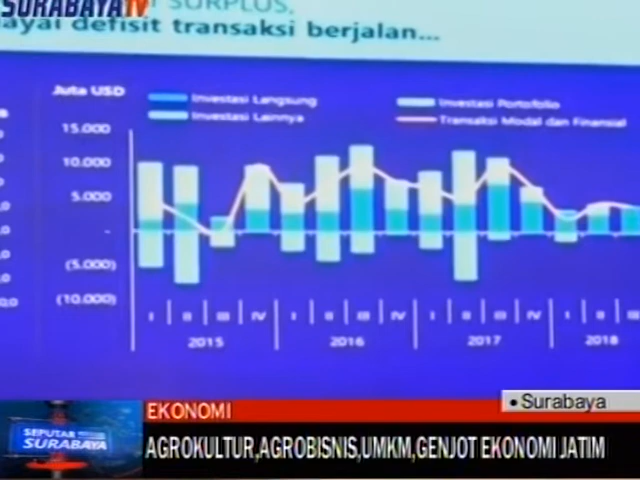 SURABAYATV
SURPLUS,
ayai defisit transaksi berjalan...
Juta USD
Investasi Langsung
Investasi Portofolio
Investasi Lainnya
Transaksi Modal dan Finansial
15.000
10.000
5.000
-
(5.000)
(10.000)
I II III IV I II III IV I II III IV I II III
2015 2016 2017 2018
Surabaya
EKONOMI
SEPUTAR
SURABAYA
AGROKULTUR,AGROBISNIS,UMKM,GENJOT EKONOMI JATIM